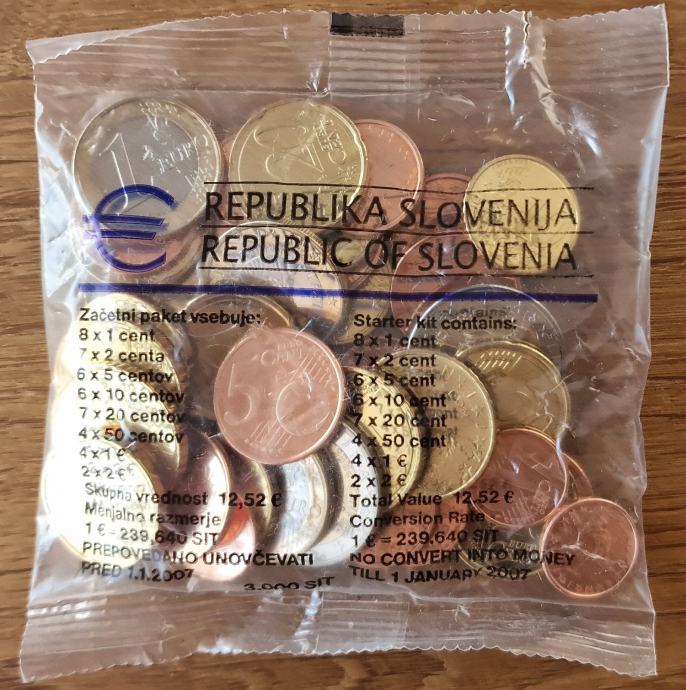 REPUBLIKA SLOVENIJA
REPUBLIC OF SLOVENIA
Začetni paket vsebuje:
8 x 1 cent
7 x 2 centa
6 x 5 centov
6 x 10 centov
7 x 20 centov
4 x 50 centov
4 x 1 €
2 x 2 €
Skupna vrednost 12,52 €
Menjalno razmerje
1 € = 239,640 SIT
PREPOVEDANO UNOVČEVATI
PRED 1.1.2007
Starter kit contains:
8 x 1 cent
7 x 2 cent
6 x 5 cent
6 x 10 cent
7 x 20 cent
4 x 50 cent
4 x 1 €
2 x 2 €
Total Value 12.52 €
Conversion Rate
1 € = 239.640 SIT
NO CONVERT INTO MONEY
TILL 1 JANUARY 2007
3.000 SIT
1
EURO
20
5